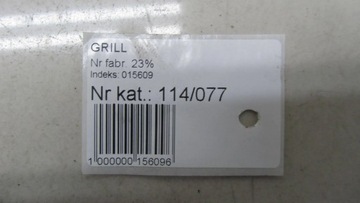 GRILL
Nr fabr. 23%
Indeks: 015609
Nr kat.: 114/077
1 000000 156096